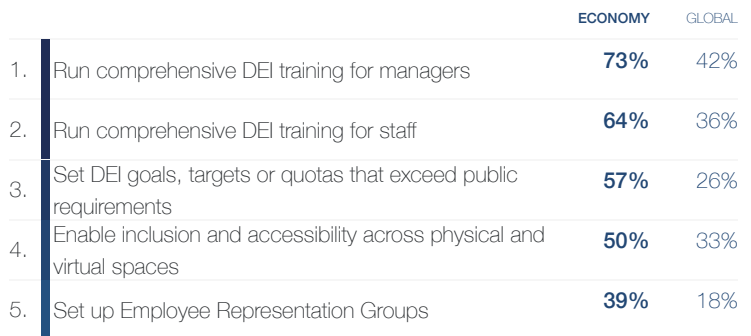 ECONOMY GLOBAL
1. Run comprehensive DEI training for managers 73% 42%
2. Run comprehensive DEI training for staff 64% 36%
3. Set DEI goals, targets or quotas that exceed public
requirements 57% 26%
4. Enable inclusion and accessibility across physical and
virtual spaces 50% 33%
5. Set up Employee Representation Groups 39% 18%